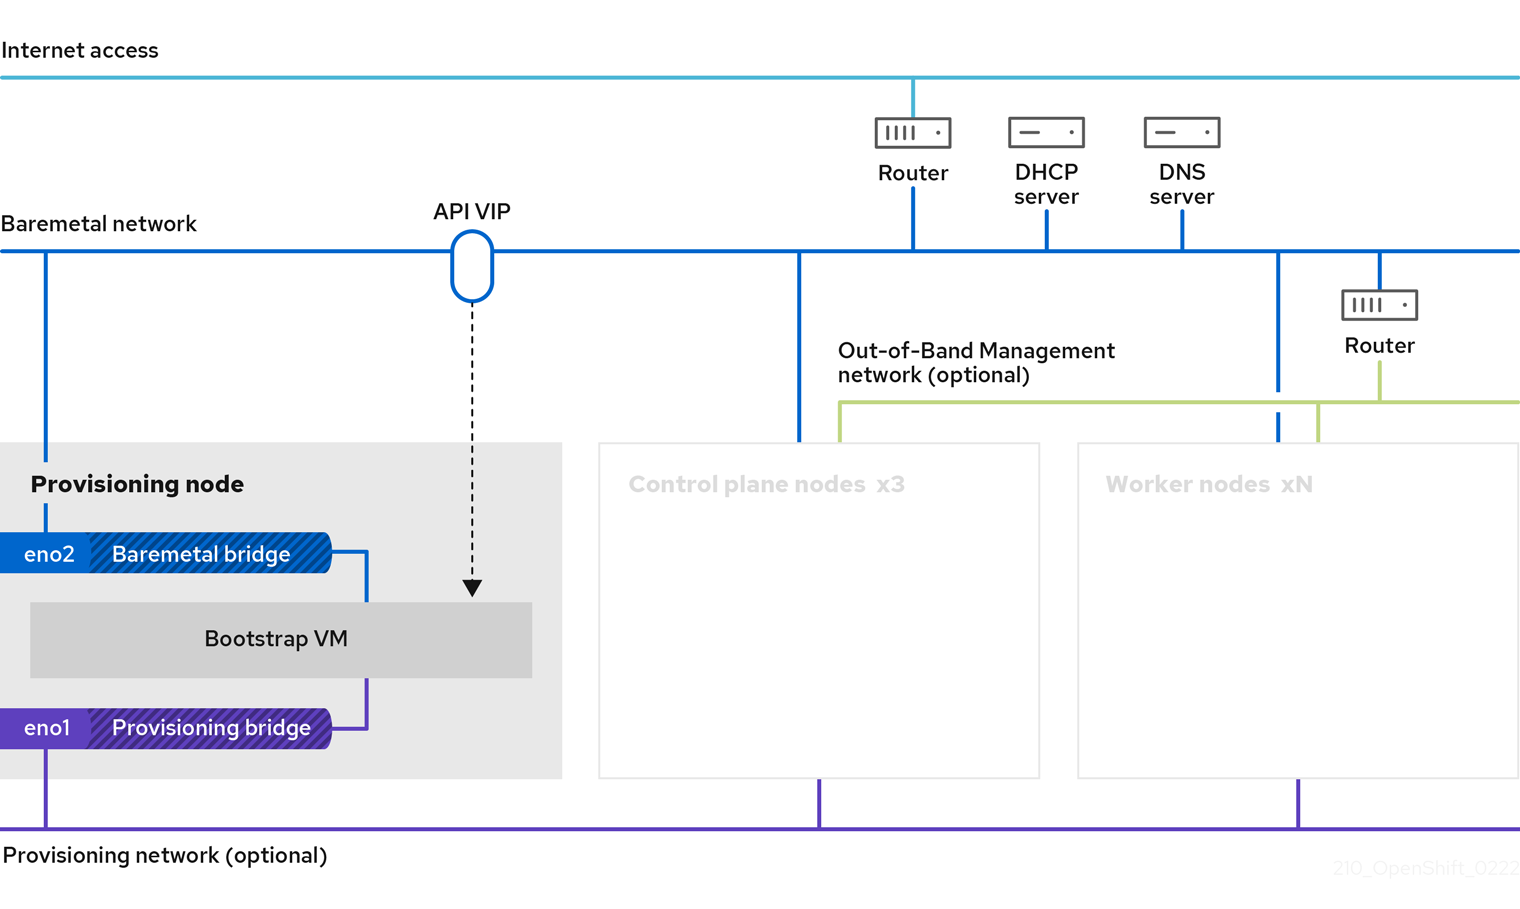 Internet access
Router
DHCP
server
DNS
server
API VIP
Baremetal network
Router
Out-of-Band Management
network (optional)
Provisioning node
Control plane nodes x3
Worker nodes xN
eno2
Baremetal bridge
Bootstrap VM
eno1
Provisioning bridge
Provisioning network (optional)
210_OpenShift_0222